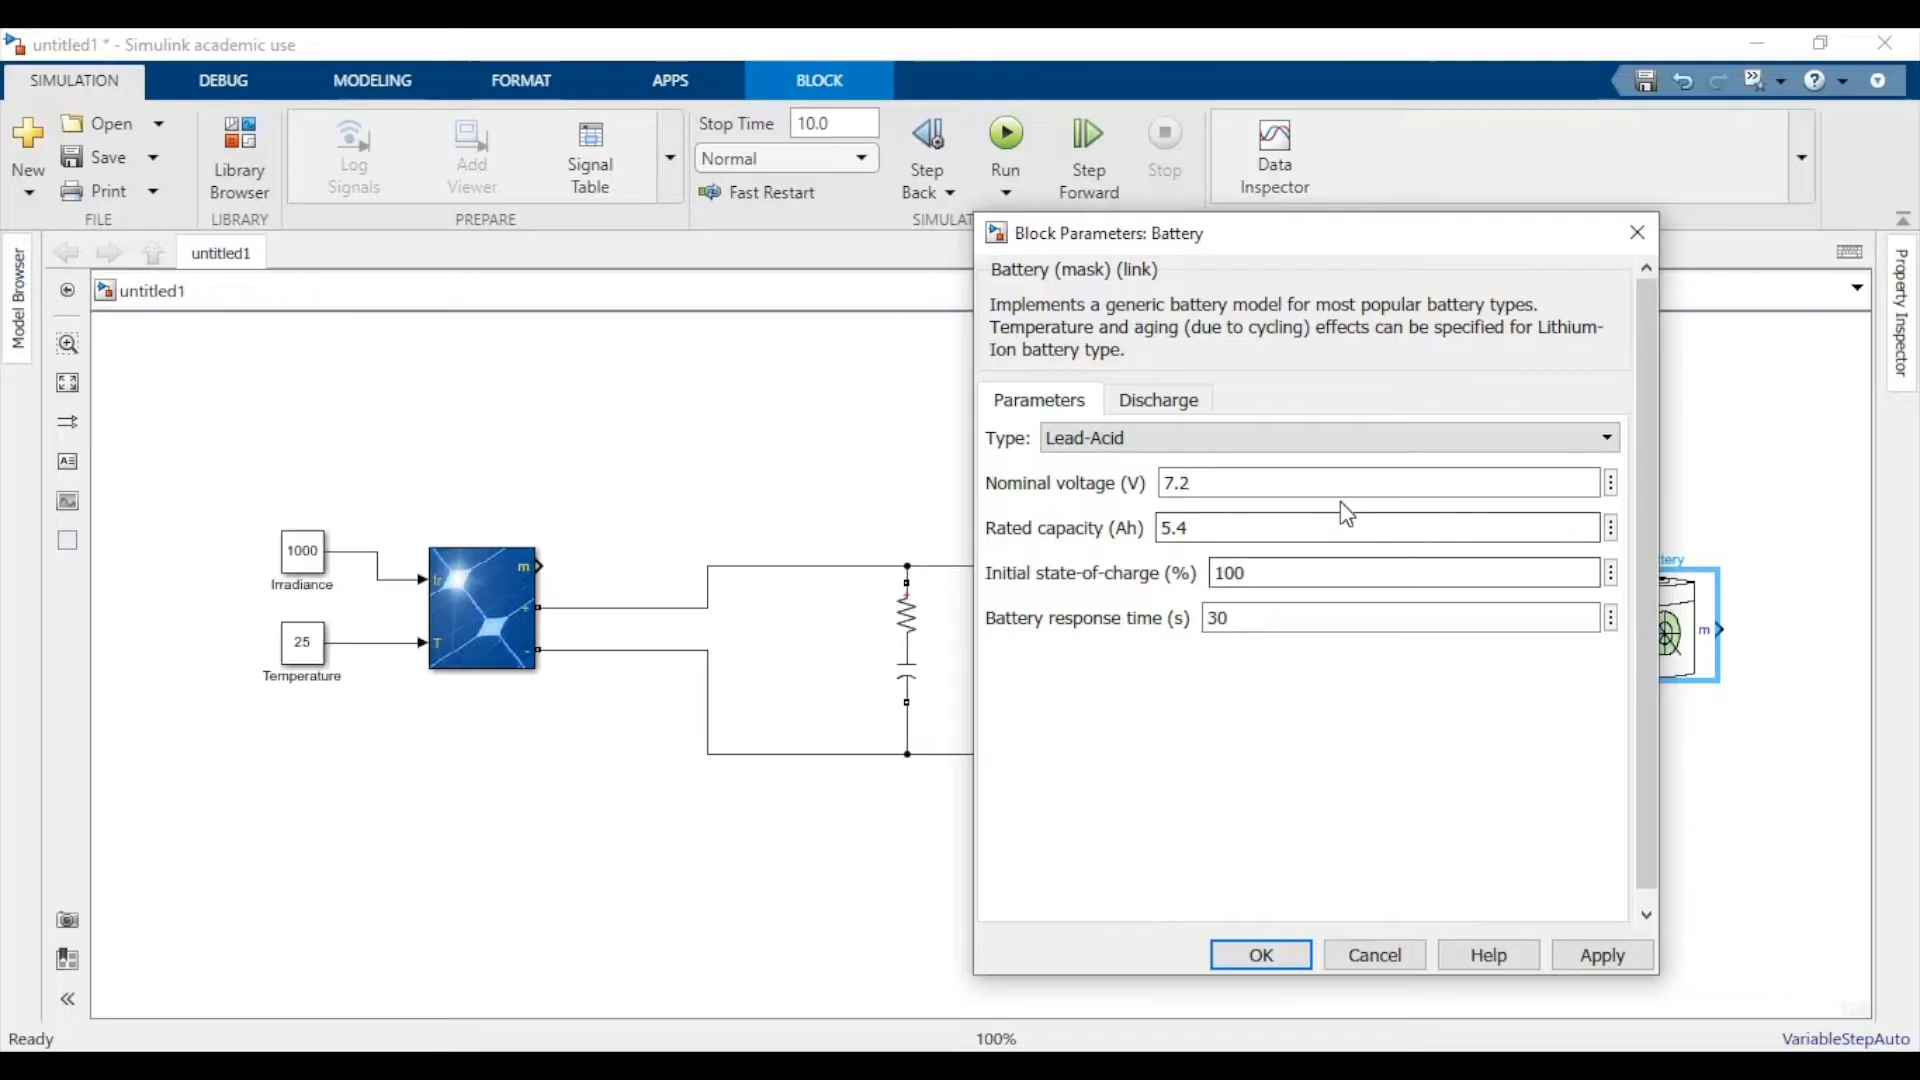 untitled1 * - Simulink academic use
SIMULATION
DEBUG
MODELING
FORMAT
APPS
BLOCK
New
Open
Save
Print
FILE
Library
Browser
LIBRARY
Log
Signals
Add
Viewer
Signal
Table
PREPARE
Stop Time
10.0
Normal
Fast Restart
Step
Back
Run
Step
Forward
Stop
SIMULAT
Data
Inspector
Model Browser
untitled1
untitled1
Property Inspector
1000
Irradiance
25
Temperature
Ir
T
m
+
-
Block Parameters: Battery
Battery (mask) (link)
Implements a generic battery model for most popular battery types.
Temperature and aging (due to cycling) effects can be specified for Lithium-
Ion battery type.
Parameters
Discharge
Type:
Lead-Acid
Nominal voltage (V)
7.2
Rated capacity (Ah)
5.4
Initial state-of-charge (%)
100
Battery response time (s)
30
OK
Cancel
Help
Apply
ttery
m
Ready
100%
VariableStepAuto